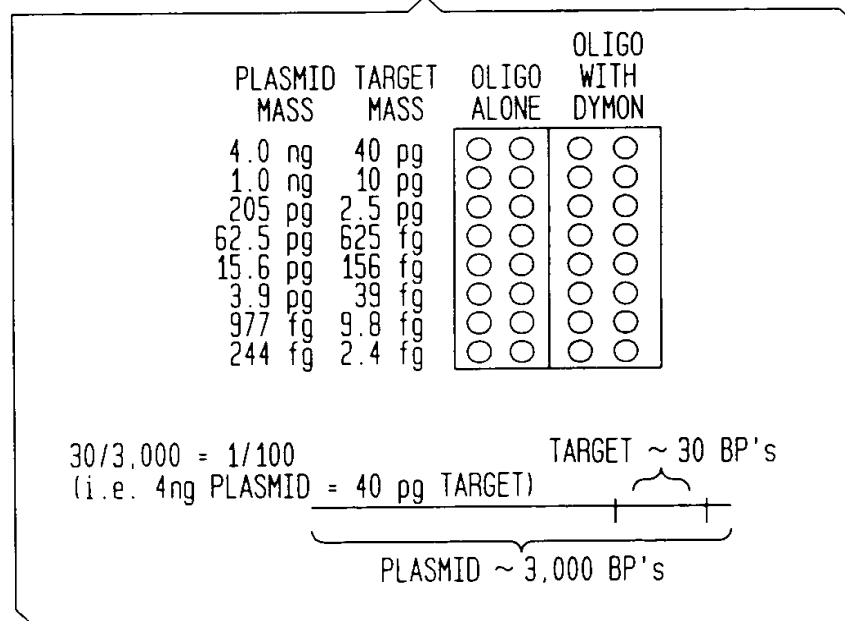 PLASMID MASS TARGET MASS OLIGO ALONE OLIGO WITH DYMON
4.0 ng 40 pg
1.0 ng 10 pg
205 pg 2.5 pg
62.5 pg 625 fg
15.6 pg 156 fg
3.9 pg 39 fg
977 fg 9.8 fg
244 fg 2.4 fg
30/3,000 = 1/100
(i.e. 4ng PLASMID = 40 pg TARGET)
TARGET ~ 30 BP's
PLASMID ~ 3,000 BP's